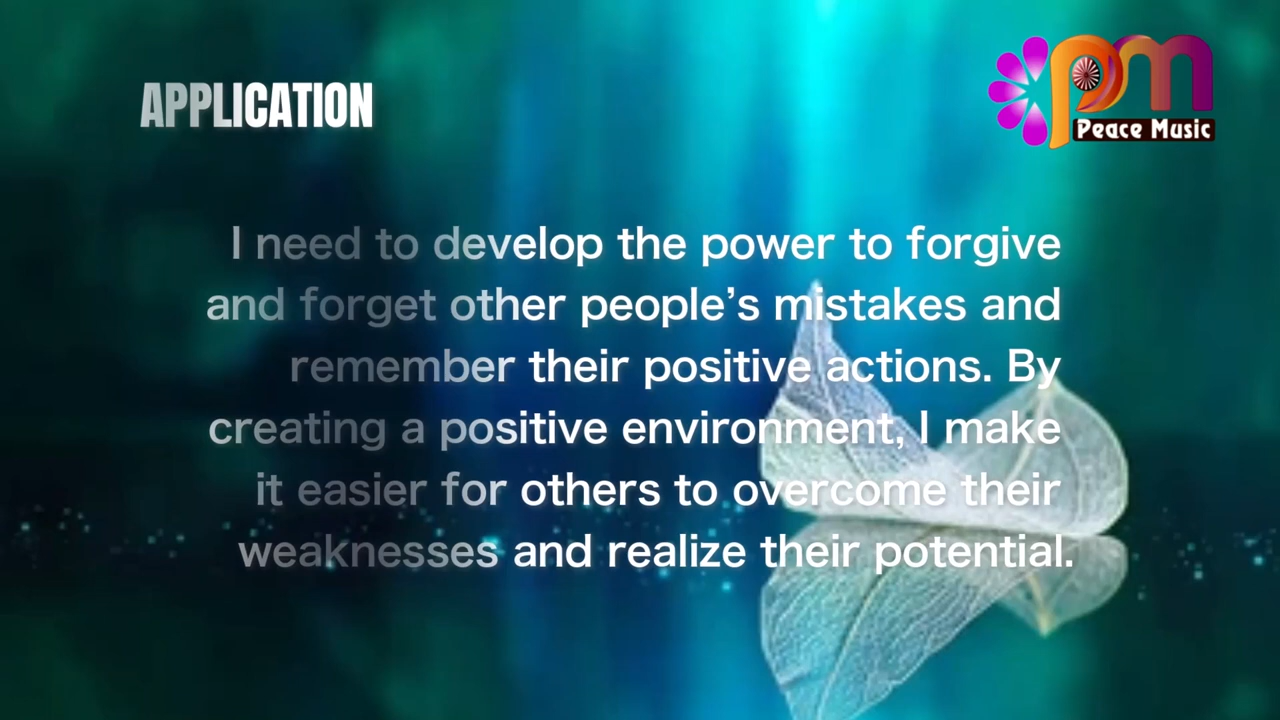 APPLICATION
pm
Peace Music
I need to develop the power to forgive
and forget other people’s mistakes and
remember their positive actions. By
creating a positive environment, I make
it easier for others to overcome their
weaknesses and realize their potential.